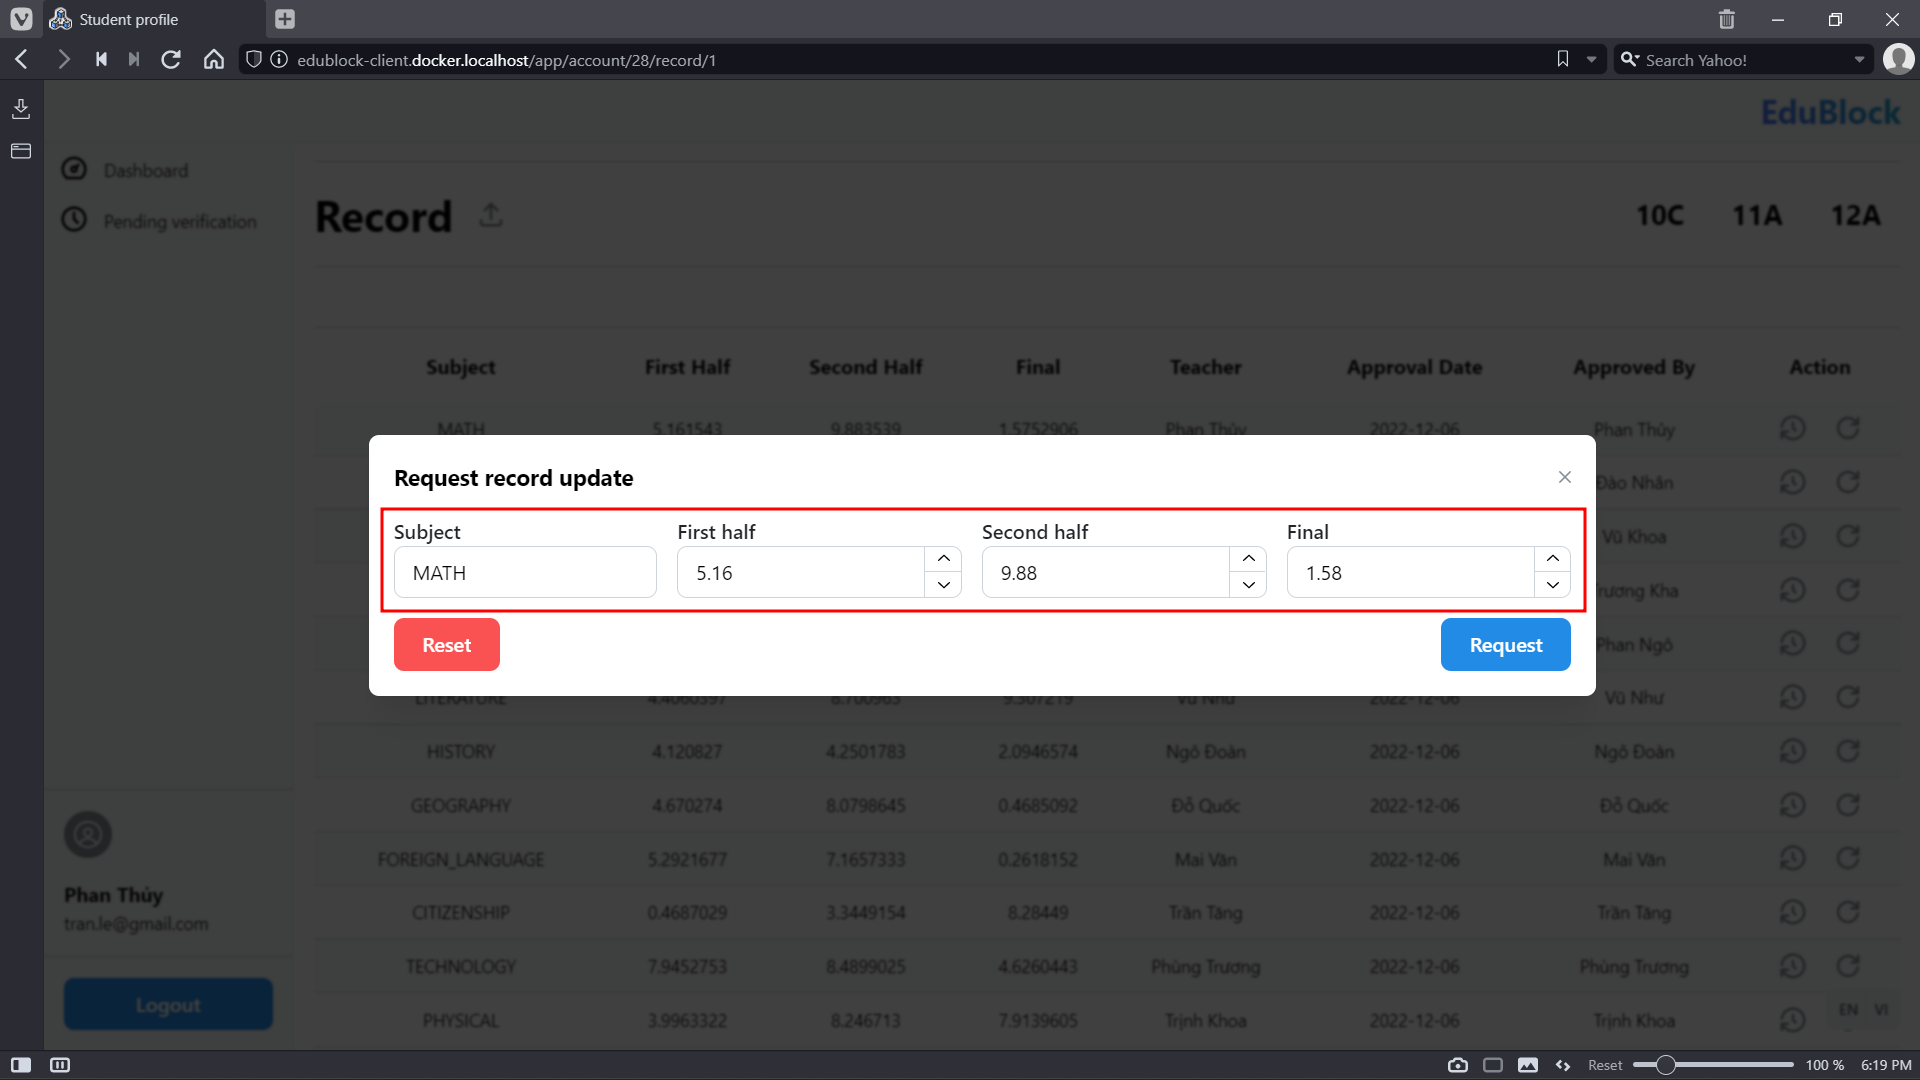 Student profile
edublock-client.docker.localhost/app/account/28/record/1
Search Yahoo!
EduBlock
Dashboard
Pending verification
Record
10C 11A 12A
Subject First Half Second Half Final Teacher Approval Date Approved By Action
MATH 5.161543 9.883539 1.5752906 Phan Thủy 2022-12-06 Phan Thủy
Đào Nhân
Vũ Khoa
Trương Kha
Phan Ngô
Request record update
Subject First half Second half Final
MATH 5.16 9.88 1.58
Reset Request
LITERATURE 4.4060397 8.700963 9.307219 Vũ Như 2022-12-06 Vũ Như
HISTORY 4.120827 4.2501783 2.0946574 Ngô Đoàn 2022-12-06 Ngô Đoàn
GEOGRAPHY 4.670274 8.0798645 0.4685092 Đỗ Quốc 2022-12-06 Đỗ Quốc
FOREIGN_LANGUAGE 5.2921677 7.1657333 0.2618152 Mai Văn 2022-12-06 Mai Văn
CITIZENSHIP 0.4687029 3.3449154 8.28449 Trần Tăng 2022-12-06 Trần Tăng
TECHNOLOGY 7.9452753 8.4899025 4.6260443 Phùng Trương 2022-12-06 Phùng Trương
PHYSICAL 3.9963322 8.246713 7.9139605 Trịnh Khoa 2022-12-06 Trịnh Khoa
Phan Thủy
tran.le@gmail.com
Logout
EN VI
Reset 100 % 6:19 PM